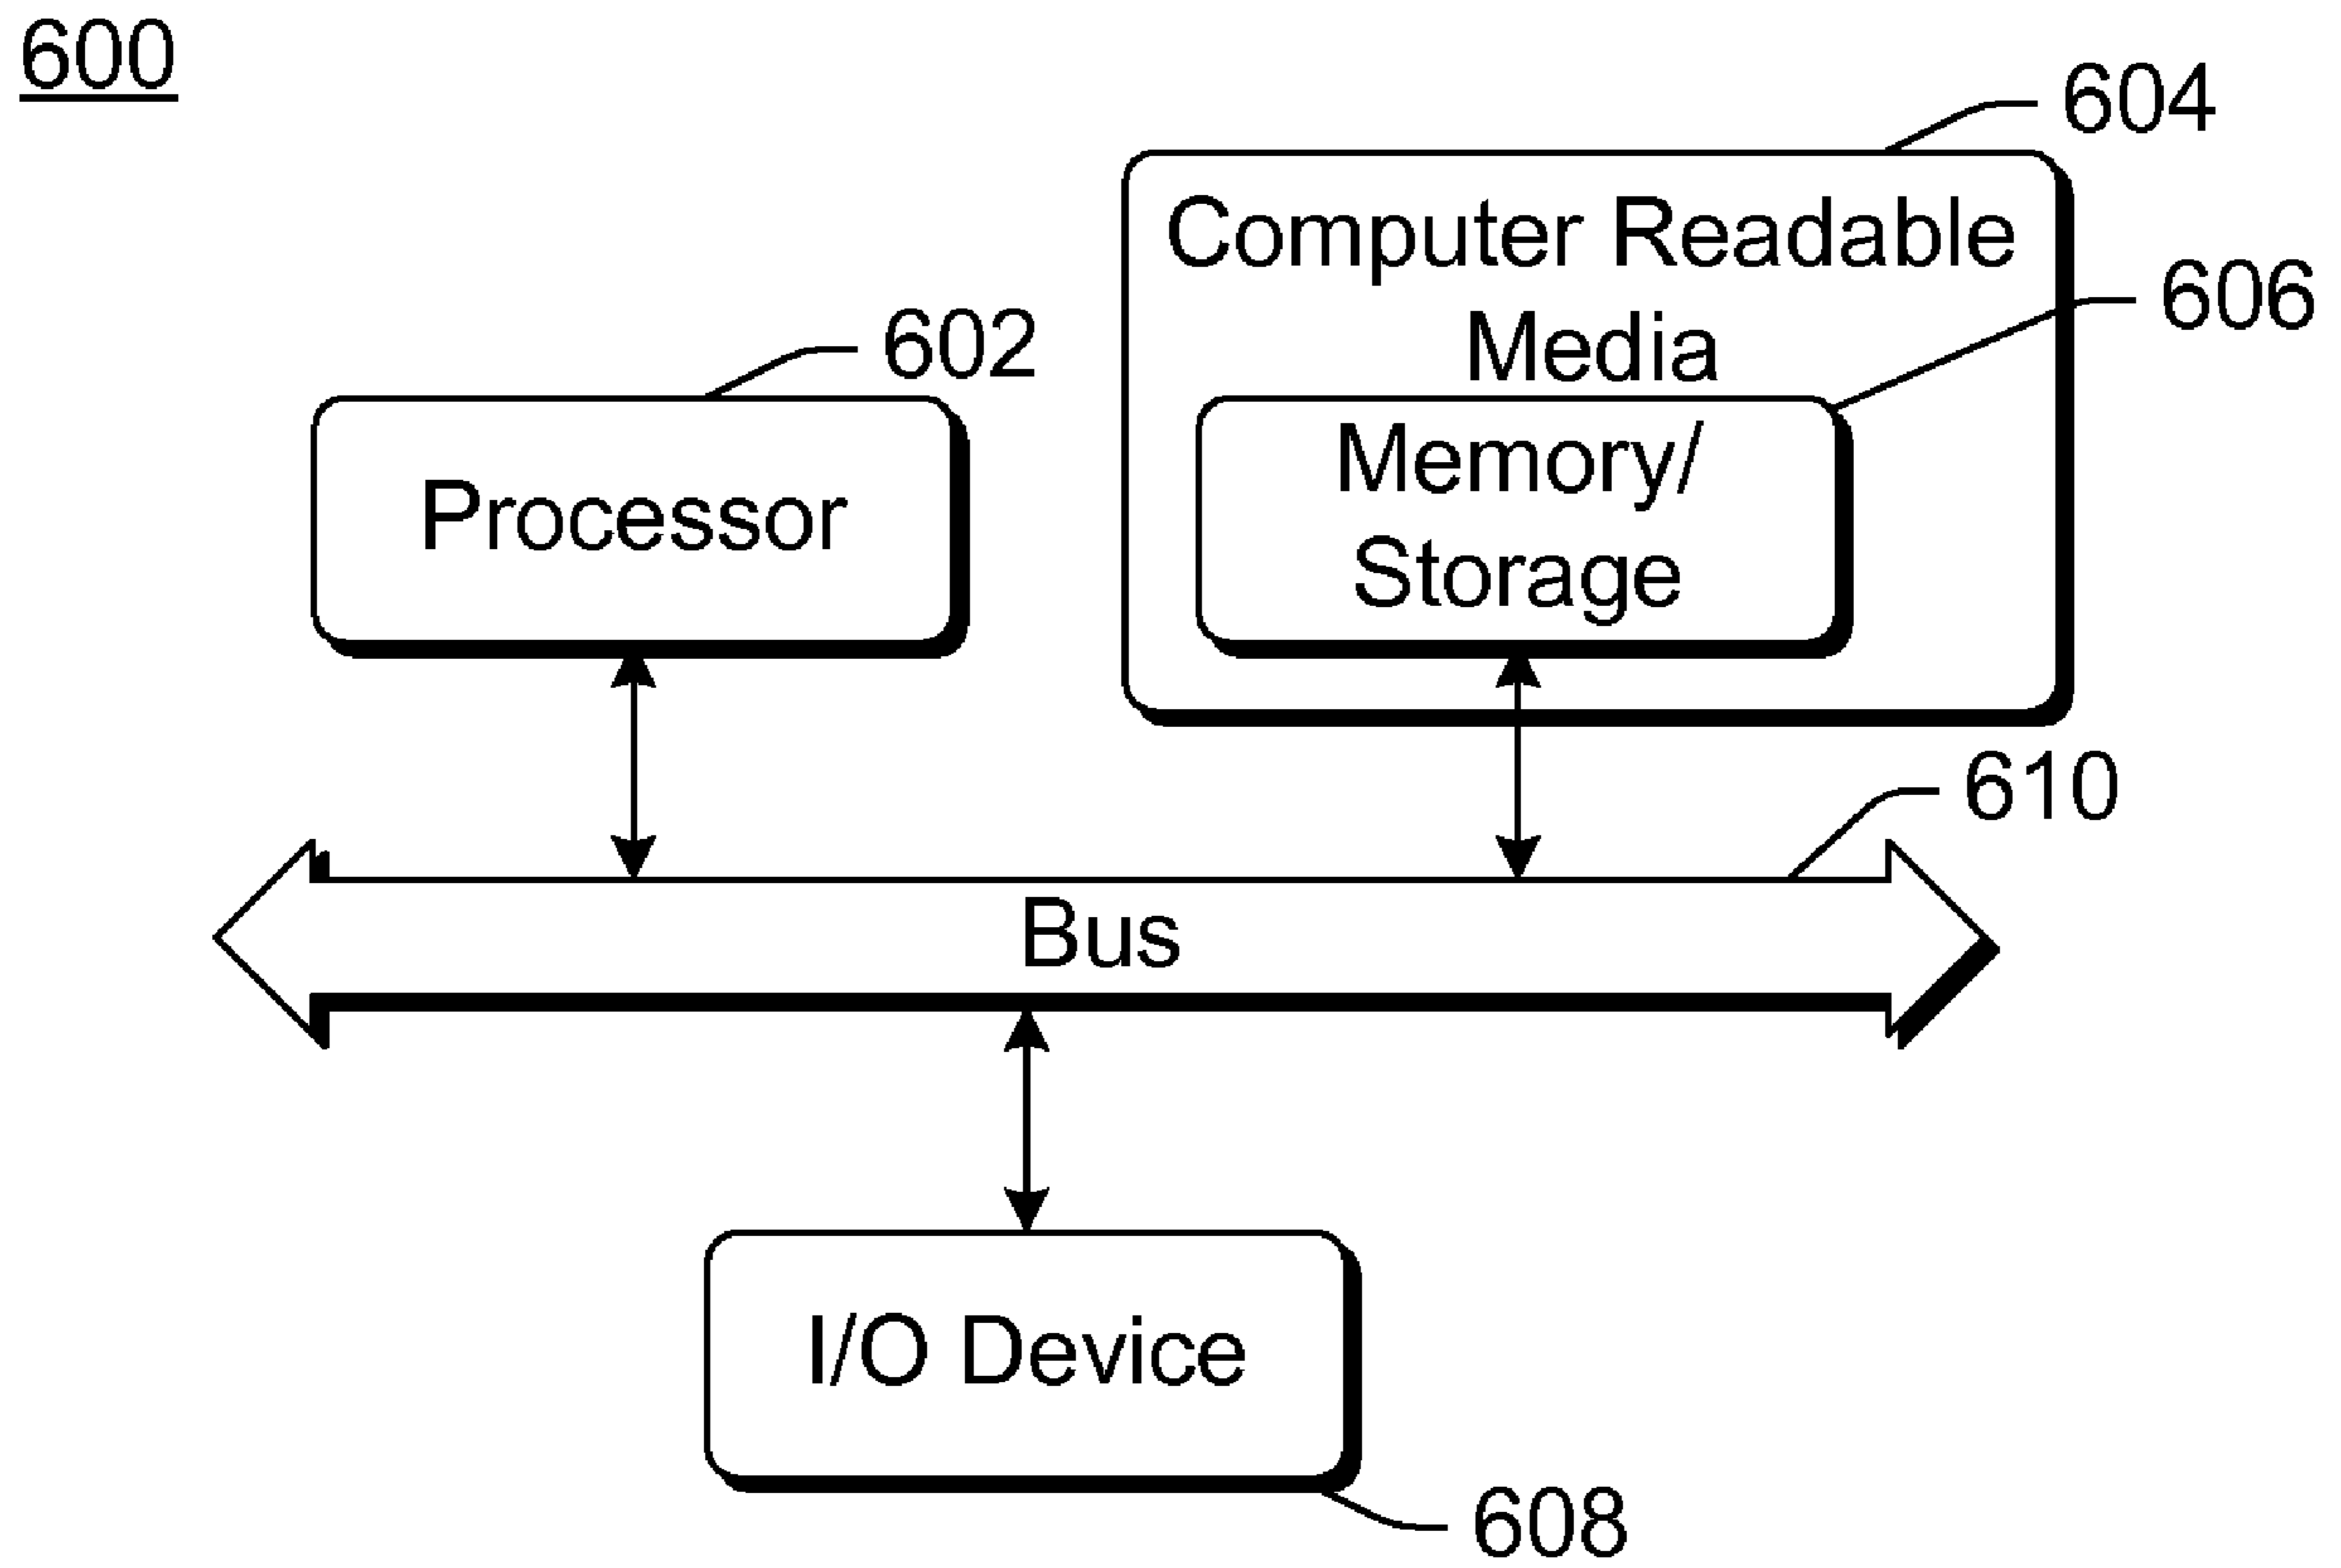 600
604
Computer Readable
Media
606
602
Processor
Memory/
Storage
610
Bus
I/O Device
608